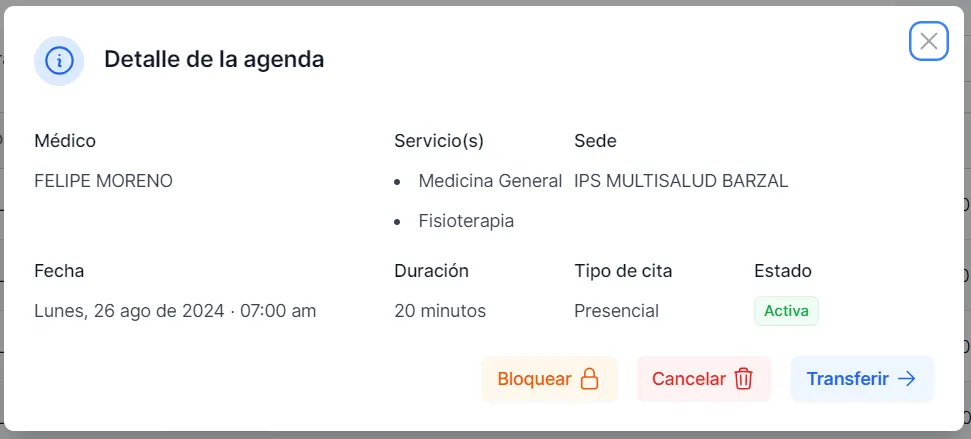 Detalle de la agenda
Médico
Servicio(s)
Sede
FELIPE MORENO
• Medicina General
IPS MULTISALUD BARZAL
• Fisioterapia
Fecha
Duración
Tipo de cita
Estado
Lunes, 26 ago de 2024 · 07:00 am
20 minutos
Presencial
Activa
Bloquear
Cancelar
Transferir